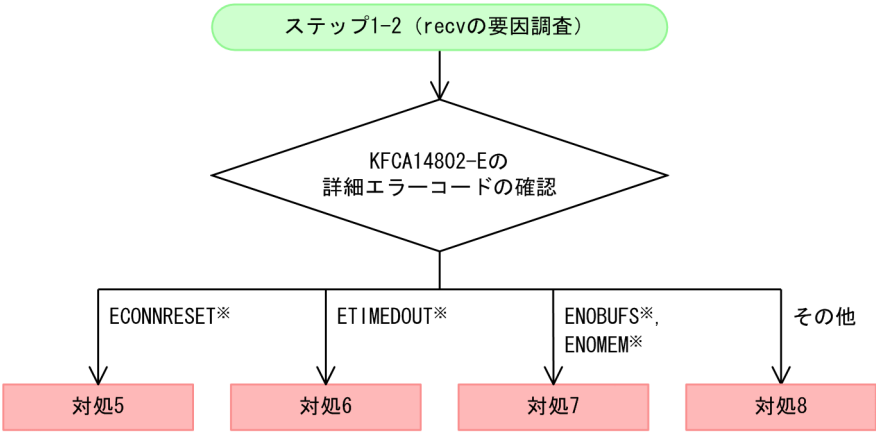 ステップ1-2（recvの要因調査）
KFCA14802-Eの
詳細エラーコードの確認
ECONNRESET※
ETIMEDOUT※
ENOBUFS※,
ENOMEM※
その他
対処5
対処6
対処7
対処8